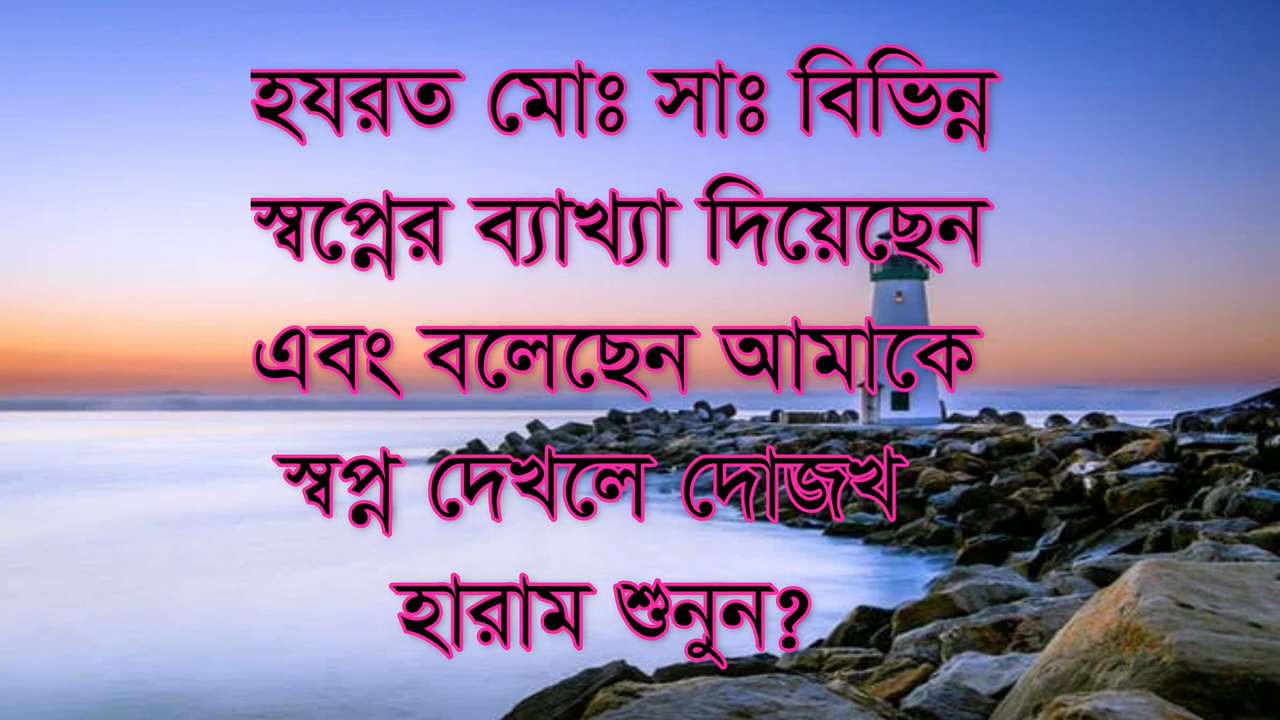 হযরত মোঃ সাঃ বিভিন্ন
স্বপ্নের ব্যাখ্যা দিয়েছেন
এবং বলেছেন আমাকে
স্বপ্ন দেখলে দোজখ
হারাম শুনুন?